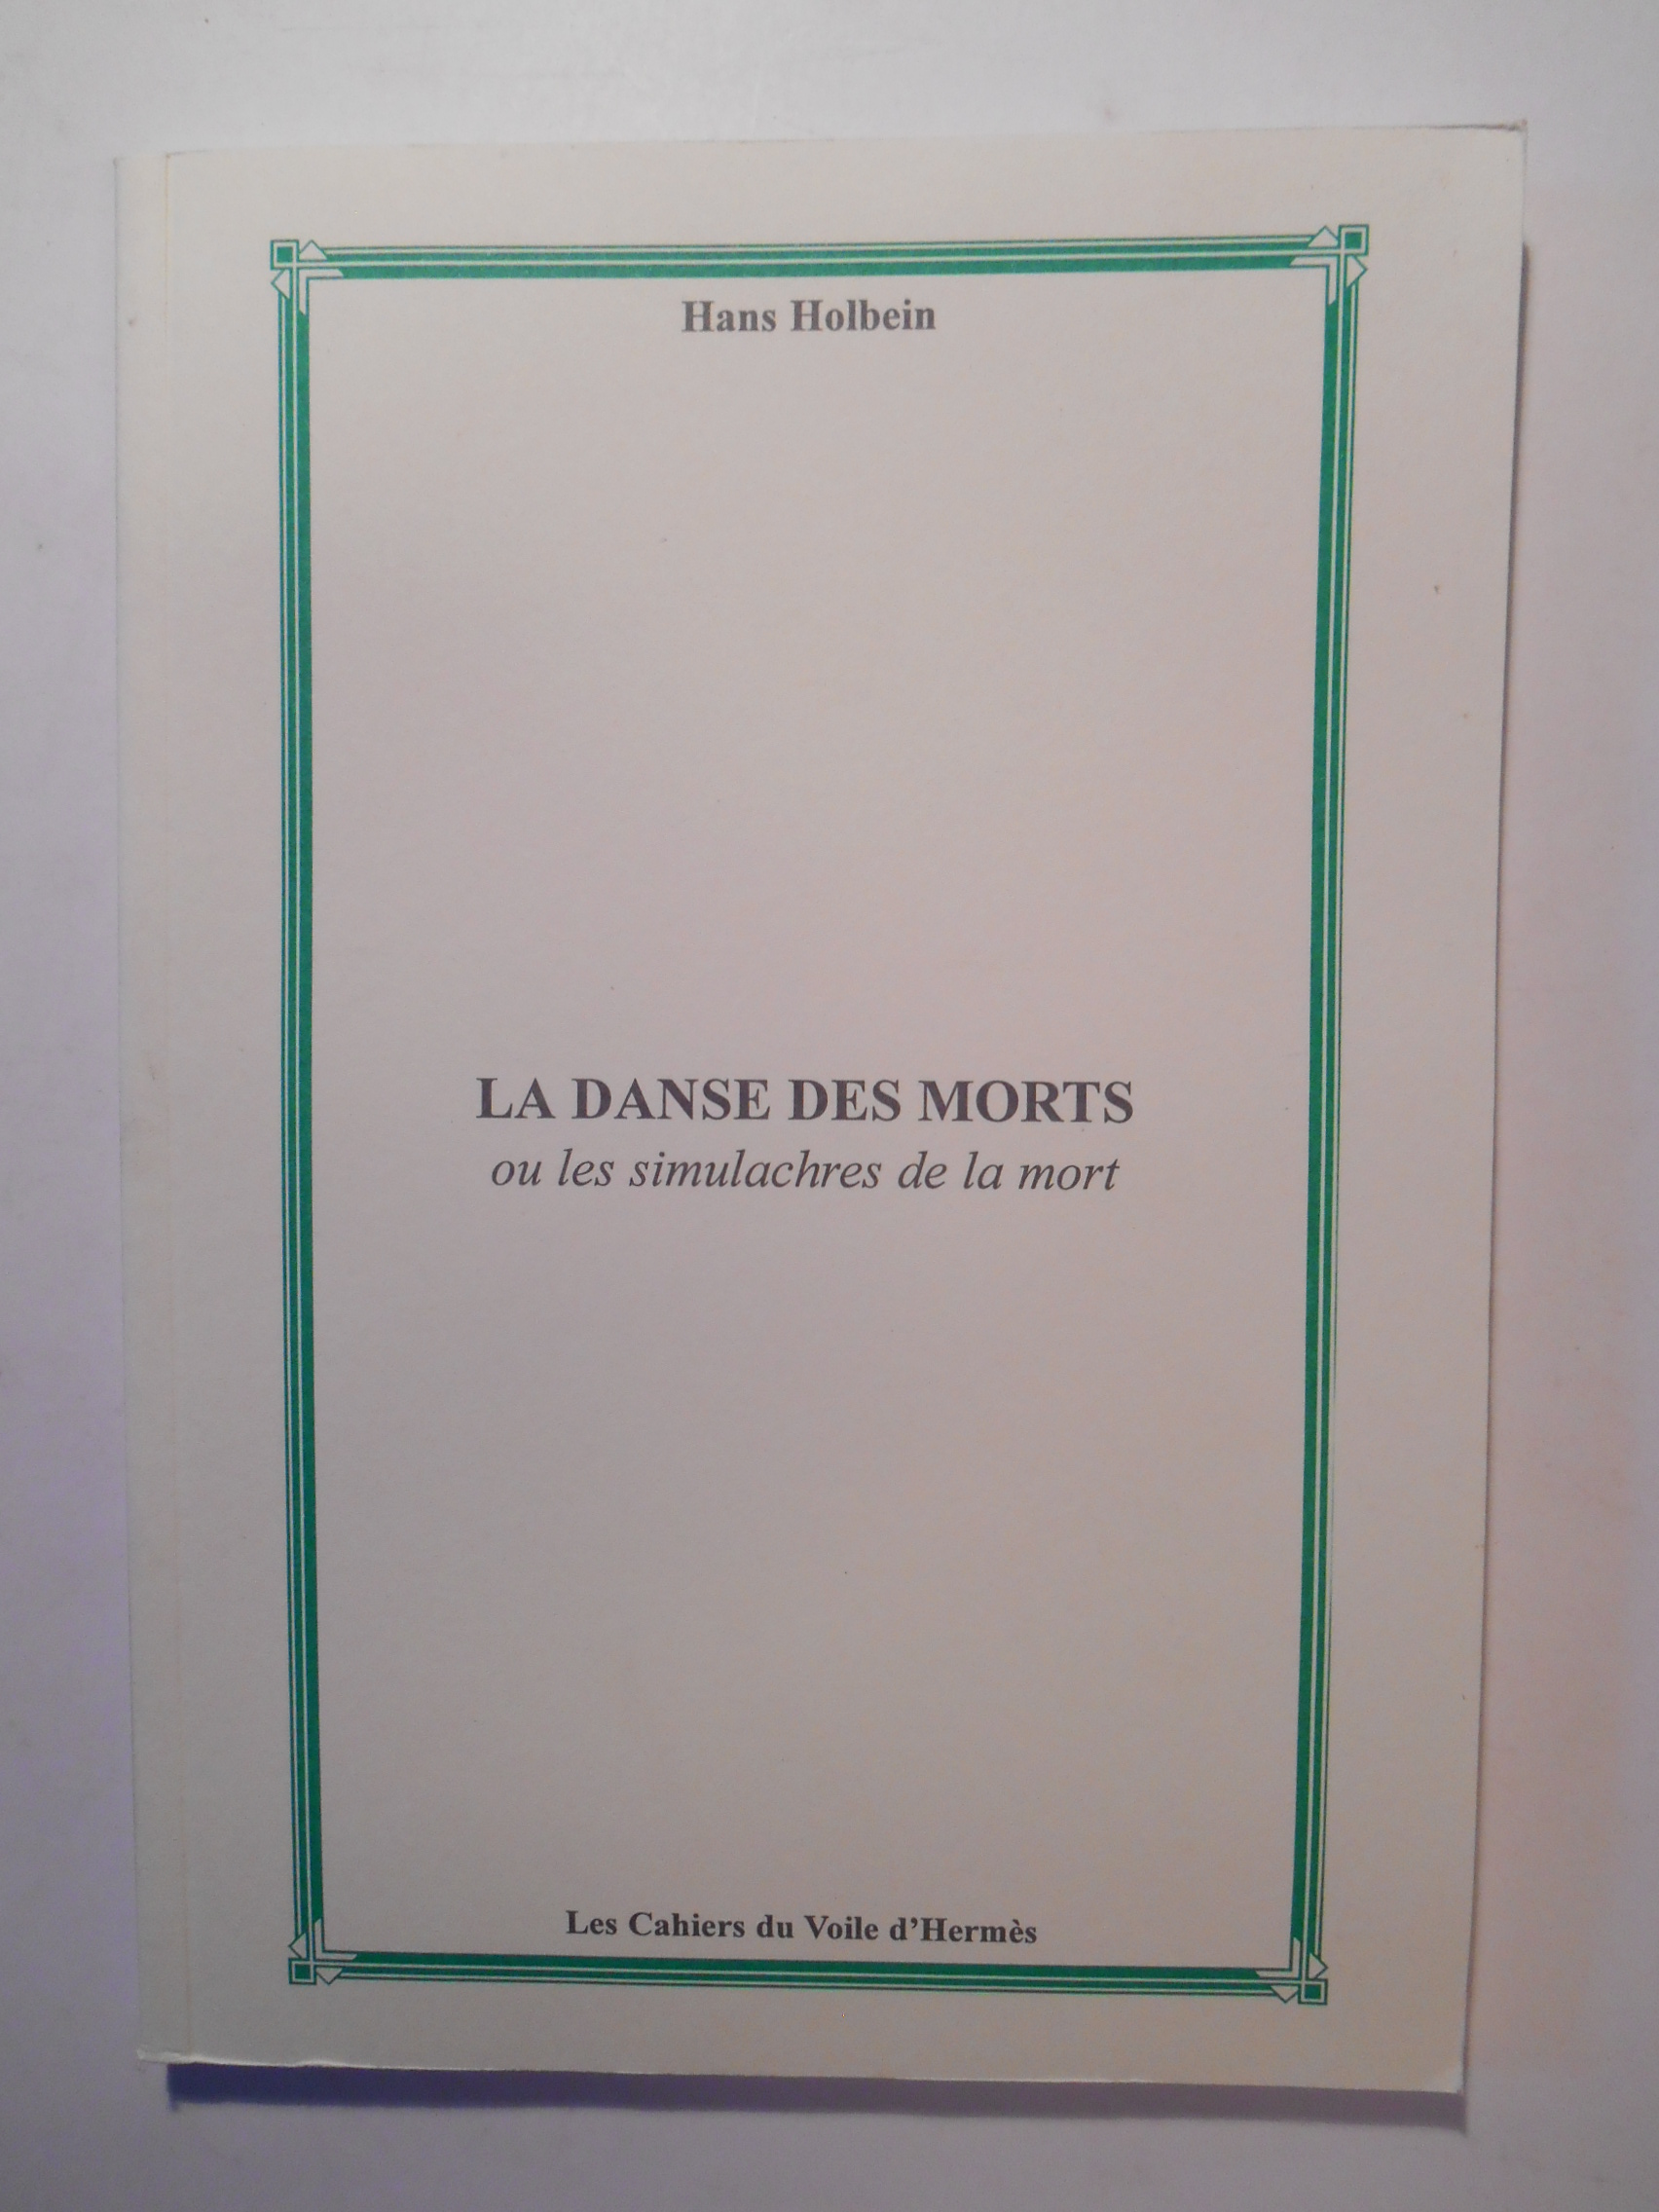 Hans Holbein
LA DANSE DES MORTS
ou les simulachres de la mort
Les Cahiers du Voile d'Hermès